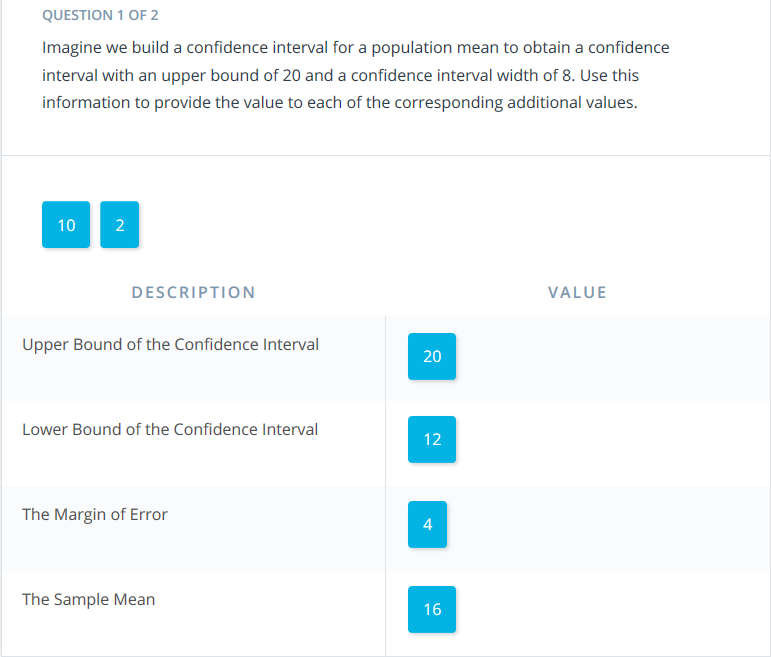 QUESTION 1 OF 2
Imagine we build a confidence interval for a population mean to obtain a confidence
interval with an upper bound of 20 and a confidence interval width of 8. Use this
information to provide the value to each of the corresponding additional values.
10 2
DESCRIPTION VALUE
Upper Bound of the Confidence Interval 20
Lower Bound of the Confidence Interval 12
The Margin of Error 4
The Sample Mean 16